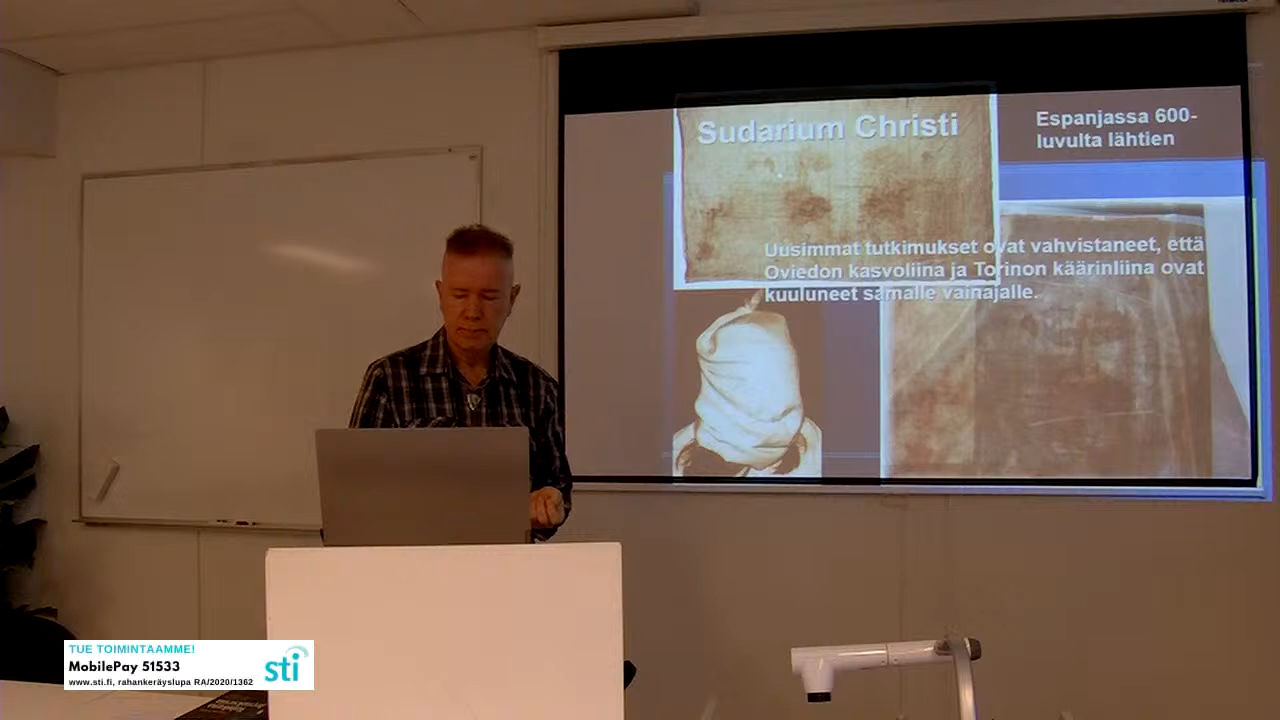 Sudarium Christi
Espanjassa 600-
luvulta lähtien
Uusimmat tutkimukset ovat vahvistaneet, että
Oviedon kasvoliina ja Torinon käärinliina ovat
kuuluneet samalle vainajalle.
TUE TOIMINTAAMME!
MobilePay 51533
www.sti.fi, rahankeräyslupa RA/2020/1362
sti